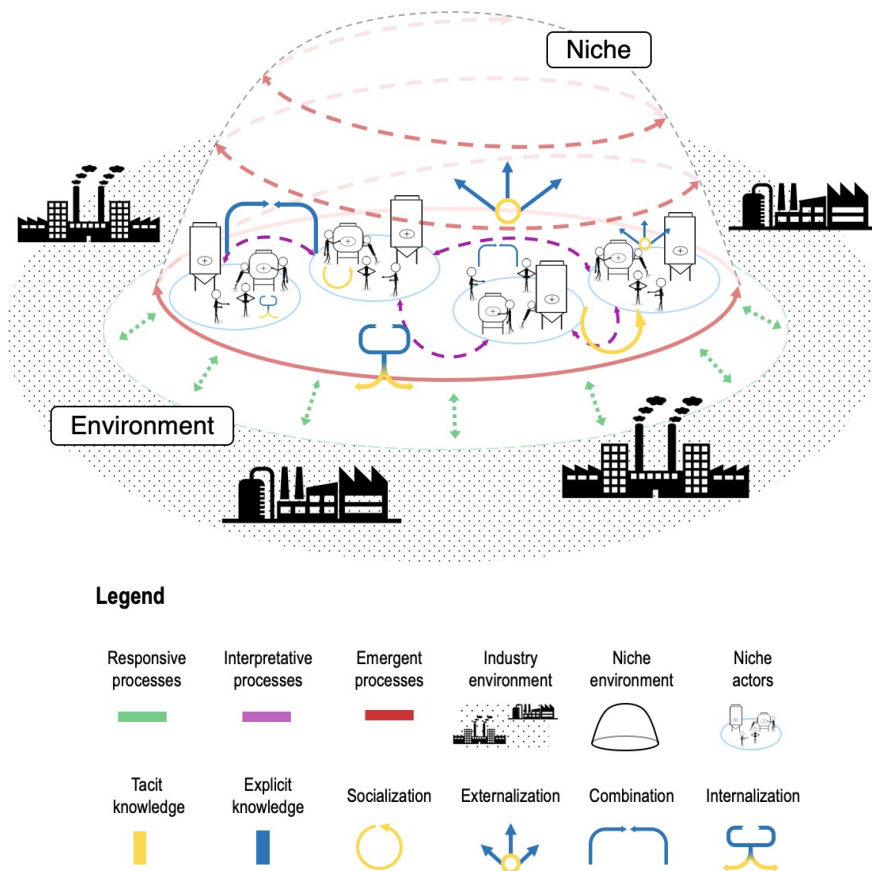 Niche
Environment
Legend
Responsive processes
Interpretative processes
Emergent processes
Industry environment
Niche environment
Niche actors
Tacit knowledge
Explicit knowledge
Socialization
Externalization
Combination
Internalization